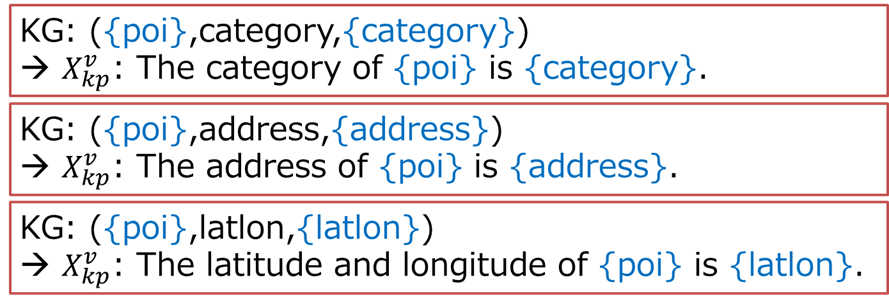 KG: ({poi},category,{category})
→ $X_{kp}^{v}$: The category of {poi} is {category}.
KG: ({poi},address,{address})
→ $X_{kp}^{v}$: The address of {poi} is {address}.
KG: ({poi},latlon,{latlon})
→ $X_{kp}^{v}$: The latitude and longitude of {poi} is {latlon}.